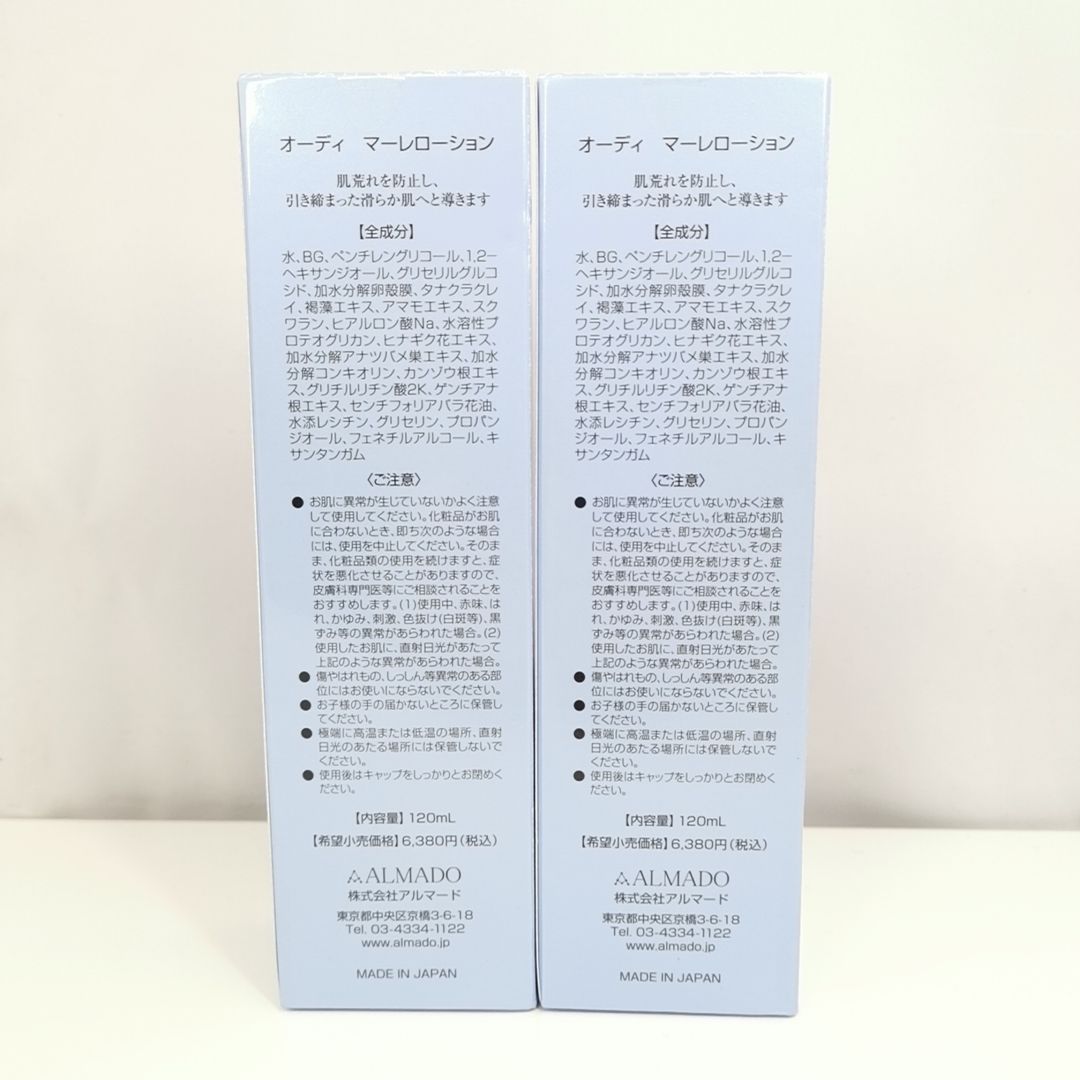 オーディ マーレローション
肌荒れを防止し、
引き締まった滑らか肌へと導きます
【全成分】
水、BG、ペンチレングリコール、1,2-
ヘキサンジオール、グリセリルグルコ
シド、加水分解卵殻膜、タナクラクレ
イ、褐藻エキス、アマモエキス、スク
ワラン、ヒアルロン酸Na、水溶性プ
ロテオグリカン、ヒナギク花エキス、
加水分解アナツバメ巣エキス、加水
分解コンキオリン、カンゾウ根エキ
ス、グリチルリチン酸2K、ゲンチアナ
根エキス、センチフォリアバラ花油、
水添レシチン、グリセリン、プロパン
ジオール、フェネチルアルコール、キ
サンタンガム
〈ご注意〉
● お肌に異常が生じていないかよく注意
して使用してください。化粧品がお肌
に合わないとき、即ち次のような場合
には、使用を中止してください。そのま
ま、化粧品類の使用を続けますと、症
状を悪化させることがありますので、
皮膚科専門医等にご相談されることを
おすすめします。(1)使用中、赤味、は
れ、かゆみ、刺激、色抜け(白斑等)、黒
ずみ等の異常があらわれた場合。(2)
使用したお肌に、直射日光があたって
上記のような異常があらわれた場合。
● 傷やはれもの、しっしん等異常のある部
位にはお使いにならないでください。
● お子様の手の届かないところに保管し
てください。
● 極端に高温または低温の場所、直射
日光のあたる場所には保管しないで
ください。
● 使用後はキャップをしっかりとお閉めく
ださい。
【内容量】120mL
【希望小売価格】6,380円(税込)
ALMADO
株式会社アルマード
東京都中央区京橋3-6-18
Tel. 03-4334-1122
www.almado.jp
MADE IN JAPAN
オーディ マーレローション
肌荒れを防止し、
引き締まった滑らか肌へと導きます
【全成分】
水、BG、ペンチレングリコール、1,2-
ヘキサンジオール、グリセリルグルコ
シド、加水分解卵殻膜、タナクラクレ
イ、褐藻エキス、アマモエキス、スク
ワラン、ヒアルロン酸Na、水溶性プ
ロテオグリカン、ヒナギク花エキス、
加水分解アナツバメ巣エキス、加水
分解コンキオリン、カンゾウ根エキ
ス、グリチルリチン酸2K、ゲンチアナ
根エキス、センチフォリアバラ花油、
水添レシチン、グリセリン、プロパン
ジオール、フェネチルアルコール、キ
サンタンガム
〈ご注意〉
● お肌に異常が生じていないかよく注意
して使用してください。化粧品がお肌
に合わないとき、即ち次のような場合
には、使用を中止してください。そのま
ま、化粧品類の使用を続けますと、症
状を悪化させることがありますので、
皮膚科専門医等にご相談されることを
おすすめします。(1)使用中、赤味、は
れ、かゆみ、刺激、色抜け(白斑等)、黒
ずみ等の異常があらわれた場合。(2)
使用したお肌に、直射日光があたって
上記のような異常があらわれた場合。
● 傷やはれもの、しっしん等異常のある部
位にはお使いにならないでください。
● お子様の手の届かないところに保管し
てください。
● 極端に高温または低温の場所、直射
日光のあたる場所には保管しないで
ください。
● 使用後はキャップをしっかりとお閉めく
ださい。
【内容量】120mL
【希望小売価格】6,380円(税込)
ALMADO
株式会社アルマード
東京都中央区京橋3-6-18
Tel. 03-4334-1122
www.almado.jp
MADE IN JAPAN